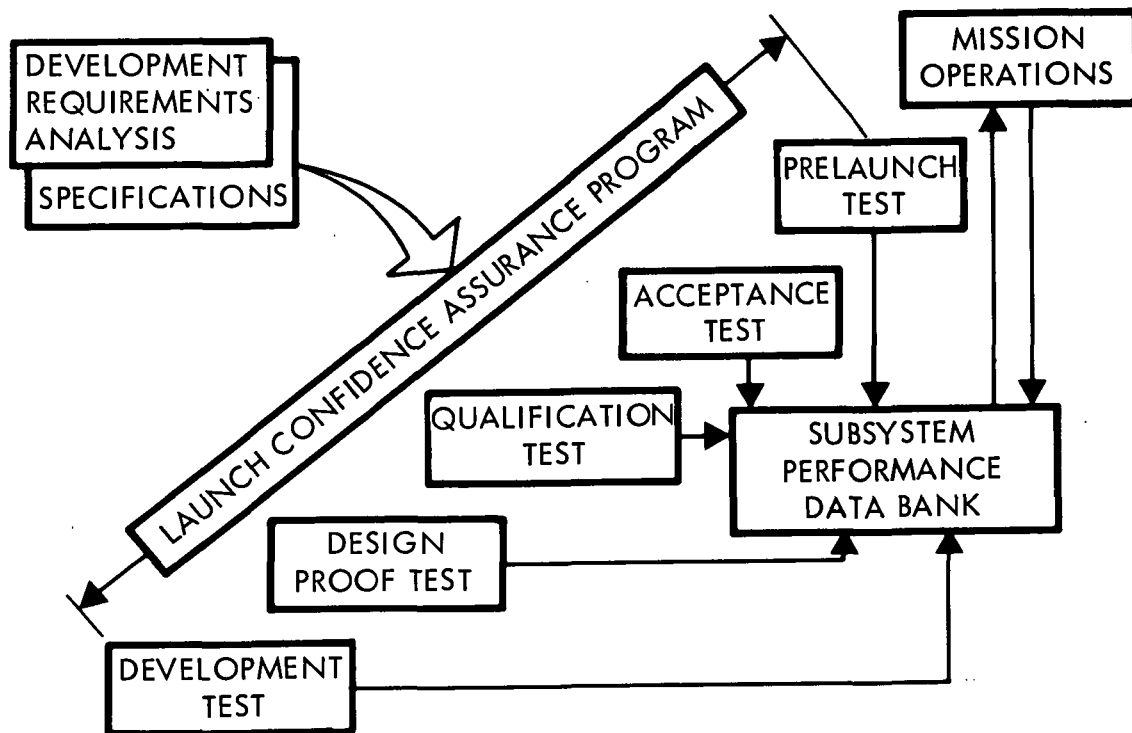 DEVELOPMENT
REQUIREMENTS
ANALYSIS
SPECIFICATIONS
LAUNCH CONFIDENCE ASSURANCE PROGRAM
MISSION
OPERATIONS
PRELAUNCH
TEST
ACCEPTANCE
TEST
QUALIFICATION
TEST
SUBSYSTEM
PERFORMANCE
DATA BANK
DESIGN
PROOF TEST
DEVELOPMENT
TEST